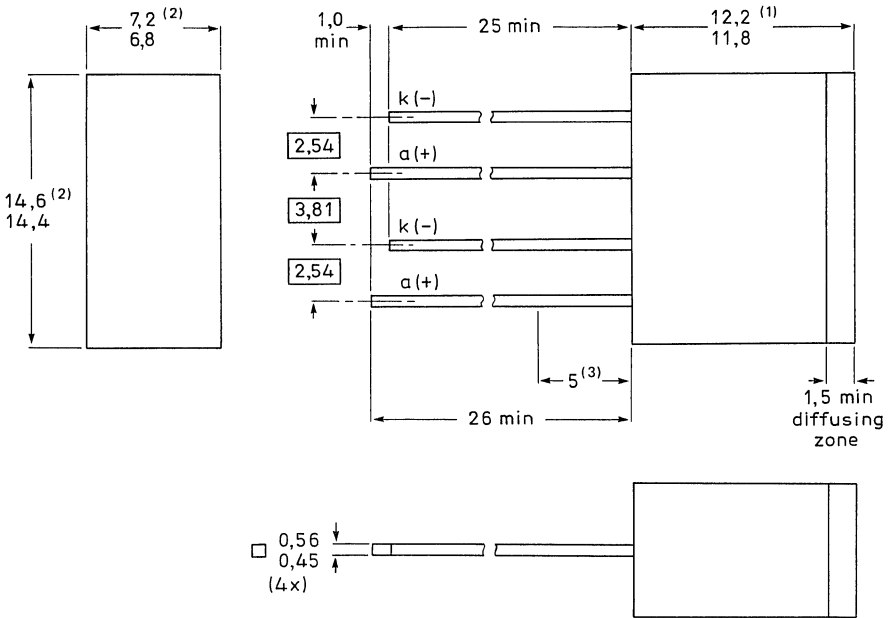 7,2 (2)
6,8
1,0
min
25 min
12,2 (1)
11,8
k (−)
2,54
a (+)
14,6 (2)
14,4
3,81
k (−)
2,54
a (+)
5 (3)
26 min
1,5 min
diffusing
zone
0,56
0,45
(4x)